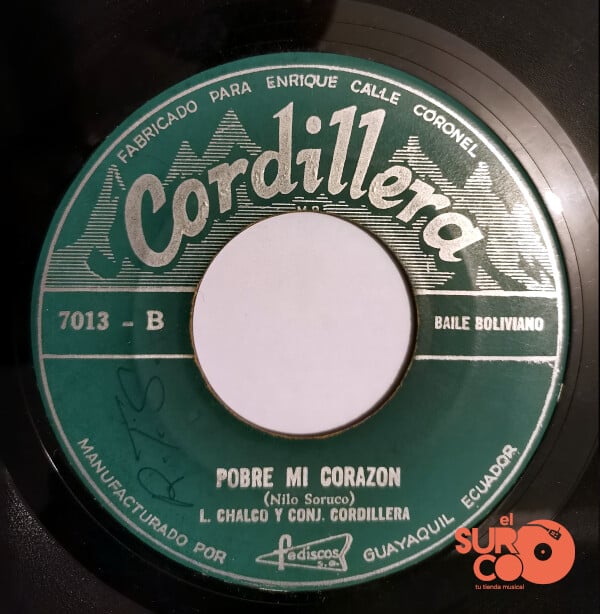 FABRICADO PARA ENRIQUE CALLE CORONEL
Cordillera
M.R.
7013 - B
BAILE BOLIVIANO
R.T.S.
POBRE MI CORAZON
(Nilo Soruco)
L. CHALCO Y CONJ. CORDILLERA
MANUFACTURADO POR fediscos S.A. GUAYAQUIL ECUADOR
el
SURCO
tu tienda musical